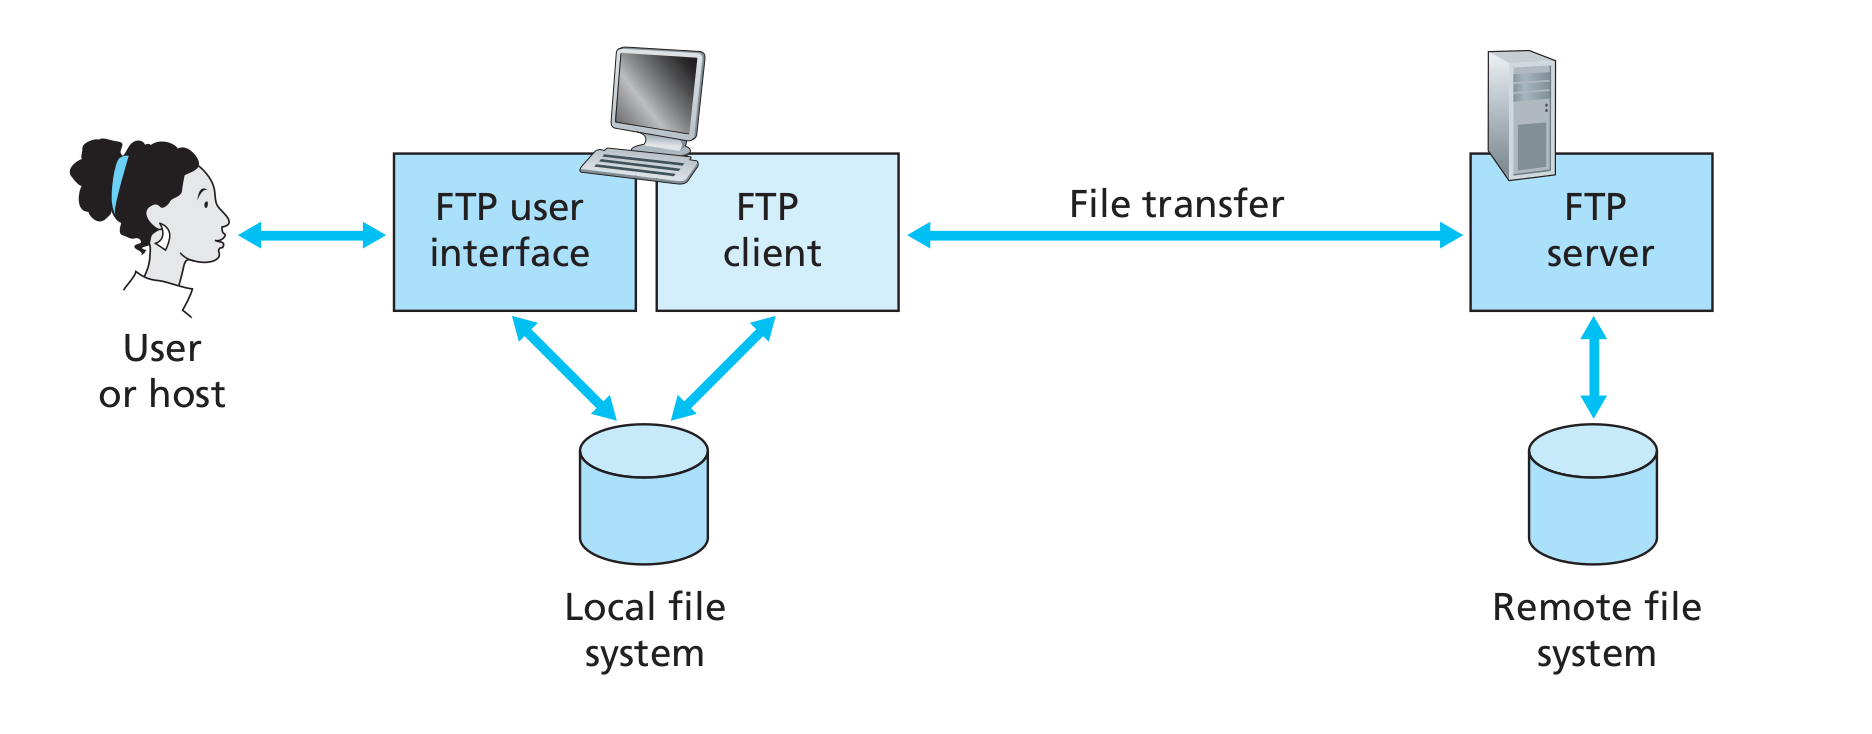 FTP user
interface
FTP
client
File transfer
FTP
server
User
or host
Local file
system
Remote file
system